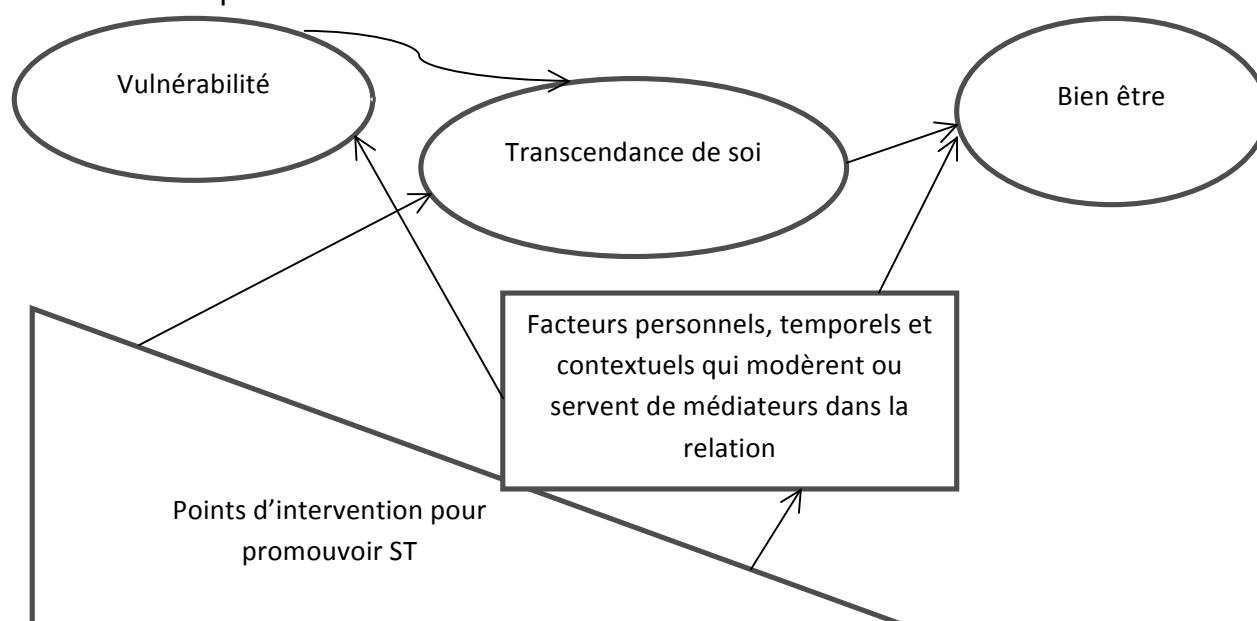 Vulnérabilité
Bien être
Transcendance de soi
Facteurs personnels, temporels et
contextuels qui modèrent ou
servent de médiateurs dans la
relation
Points d’intervention pour
promouvoir ST